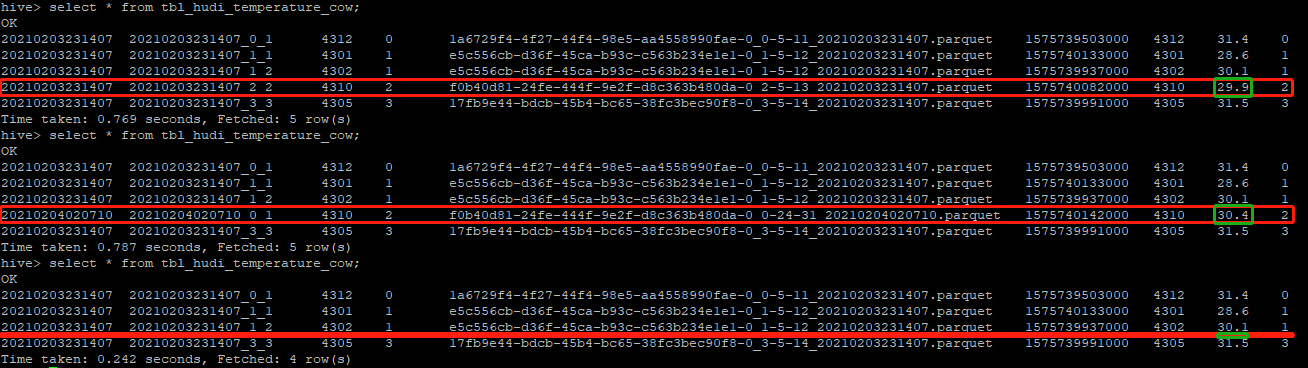 hive> select * from tbl_hudi_temperature_cow;
OK
20210203231407 20210203231407_0_1 4312 0 1a6729f4-4f27-44f4-98e5-aa4558990fae-0_0-5-11_20210203231407.parquet 1575739503000 4312 31.4 0
20210203231407 20210203231407_1_1 4301 1 e5c556cb-d36f-45ca-b93c-c563b234e1e1-0_1-5-12_20210203231407.parquet 1575740133000 4301 28.6 1
20210203231407 20210203231407_1_2 4302 1 e5c556cb-d36f-45ca-b93c-c563b234e1e1-0_1-5-12_20210203231407.parquet 1575739937000 4302 30.1 1
20210203231407 20210203231407_2_2 4310 2 f0b40d81-24fe-444f-9e2f-d8c363b480da-0_2-5-13_20210203231407.parquet 1575740082000 4310 29.9 2
20210203231407 20210203231407_3_3 4305 3 17fb9e44-bdcb-45b4-bc65-38fc3bec90f8-0_3-5-14_20210203231407.parquet 1575739991000 4305 31.5 3
Time taken: 0.769 seconds, Fetched: 5 row(s)
hive> select * from tbl_hudi_temperature_cow;
OK
20210203231407 20210203231407_0_1 4312 0 1a6729f4-4f27-44f4-98e5-aa4558990fae-0_0-5-11_20210203231407.parquet 1575739503000 4312 31.4 0
20210203231407 20210203231407_1_1 4301 1 e5c556cb-d36f-45ca-b93c-c563b234e1e1-0_1-5-12_20210203231407.parquet 1575740133000 4301 28.6 1
20210203231407 20210203231407_1_2 4302 1 e5c556cb-d36f-45ca-b93c-c563b234e1e1-0_1-5-12_20210203231407.parquet 1575739937000 4302 30.1 1
20210204020710 20210204020710_0_1 4310 2 f0b40d81-24fe-444f-9e2f-d8c363b480da-0_0-24-31_20210204020710.parquet 1575740142000 4310 30.4 2
20210203231407 20210203231407_3_3 4305 3 17fb9e44-bdcb-45b4-bc65-38fc3bec90f8-0_3-5-14_20210203231407.parquet 1575739991000 4305 31.5 3
Time taken: 0.787 seconds, Fetched: 5 row(s)
hive> select * from tbl_hudi_temperature_cow;
OK
20210203231407 20210203231407_0_1 4312 0 1a6729f4-4f27-44f4-98e5-aa4558990fae-0_0-5-11_20210203231407.parquet 1575739503000 4312 31.4 0
20210203231407 20210203231407_1_1 4301 1 e5c556cb-d36f-45ca-b93c-c563b234e1e1-0_1-5-12_20210203231407.parquet 1575740133000 4301 28.6 1
20210203231407 20210203231407_1_2 4302 1 e5c556cb-d36f-45ca-b93c-c563b234e1e1-0_1-5-12_20210203231407.parquet 1575739937000 4302 30.1 1
20210203231407 20210203231407_3_3 4305 3 17fb9e44-bdcb-45b4-bc65-38fc3bec90f8-0_3-5-14_20210203231407.parquet 1575739991000 4305 31.5 3
Time taken: 0.242 seconds, Fetched: 4 row(s)